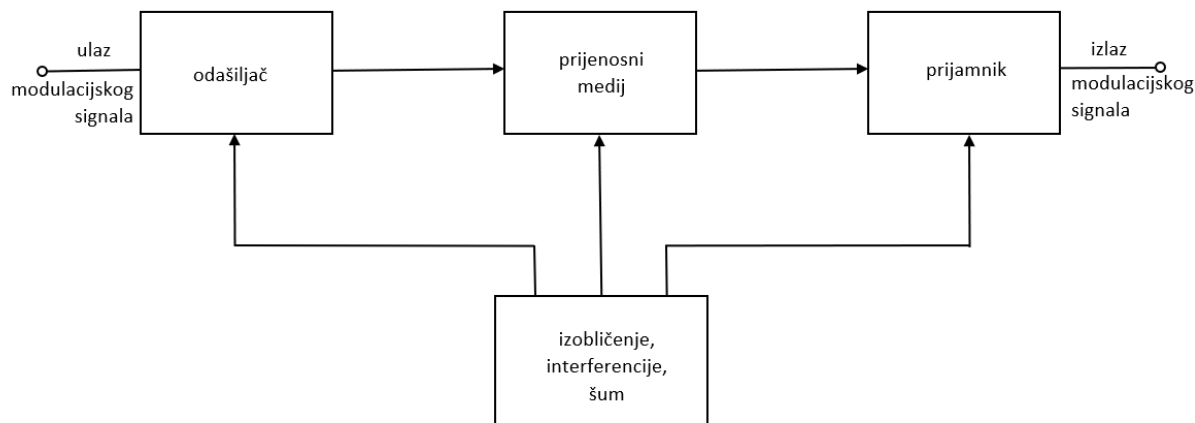 ulaz
modulacijskog
signala
odašiljač
prijenosni
medij
prijamnik
izlaz
modulacijskog
signala
izobličenje,
interferencije,
šum